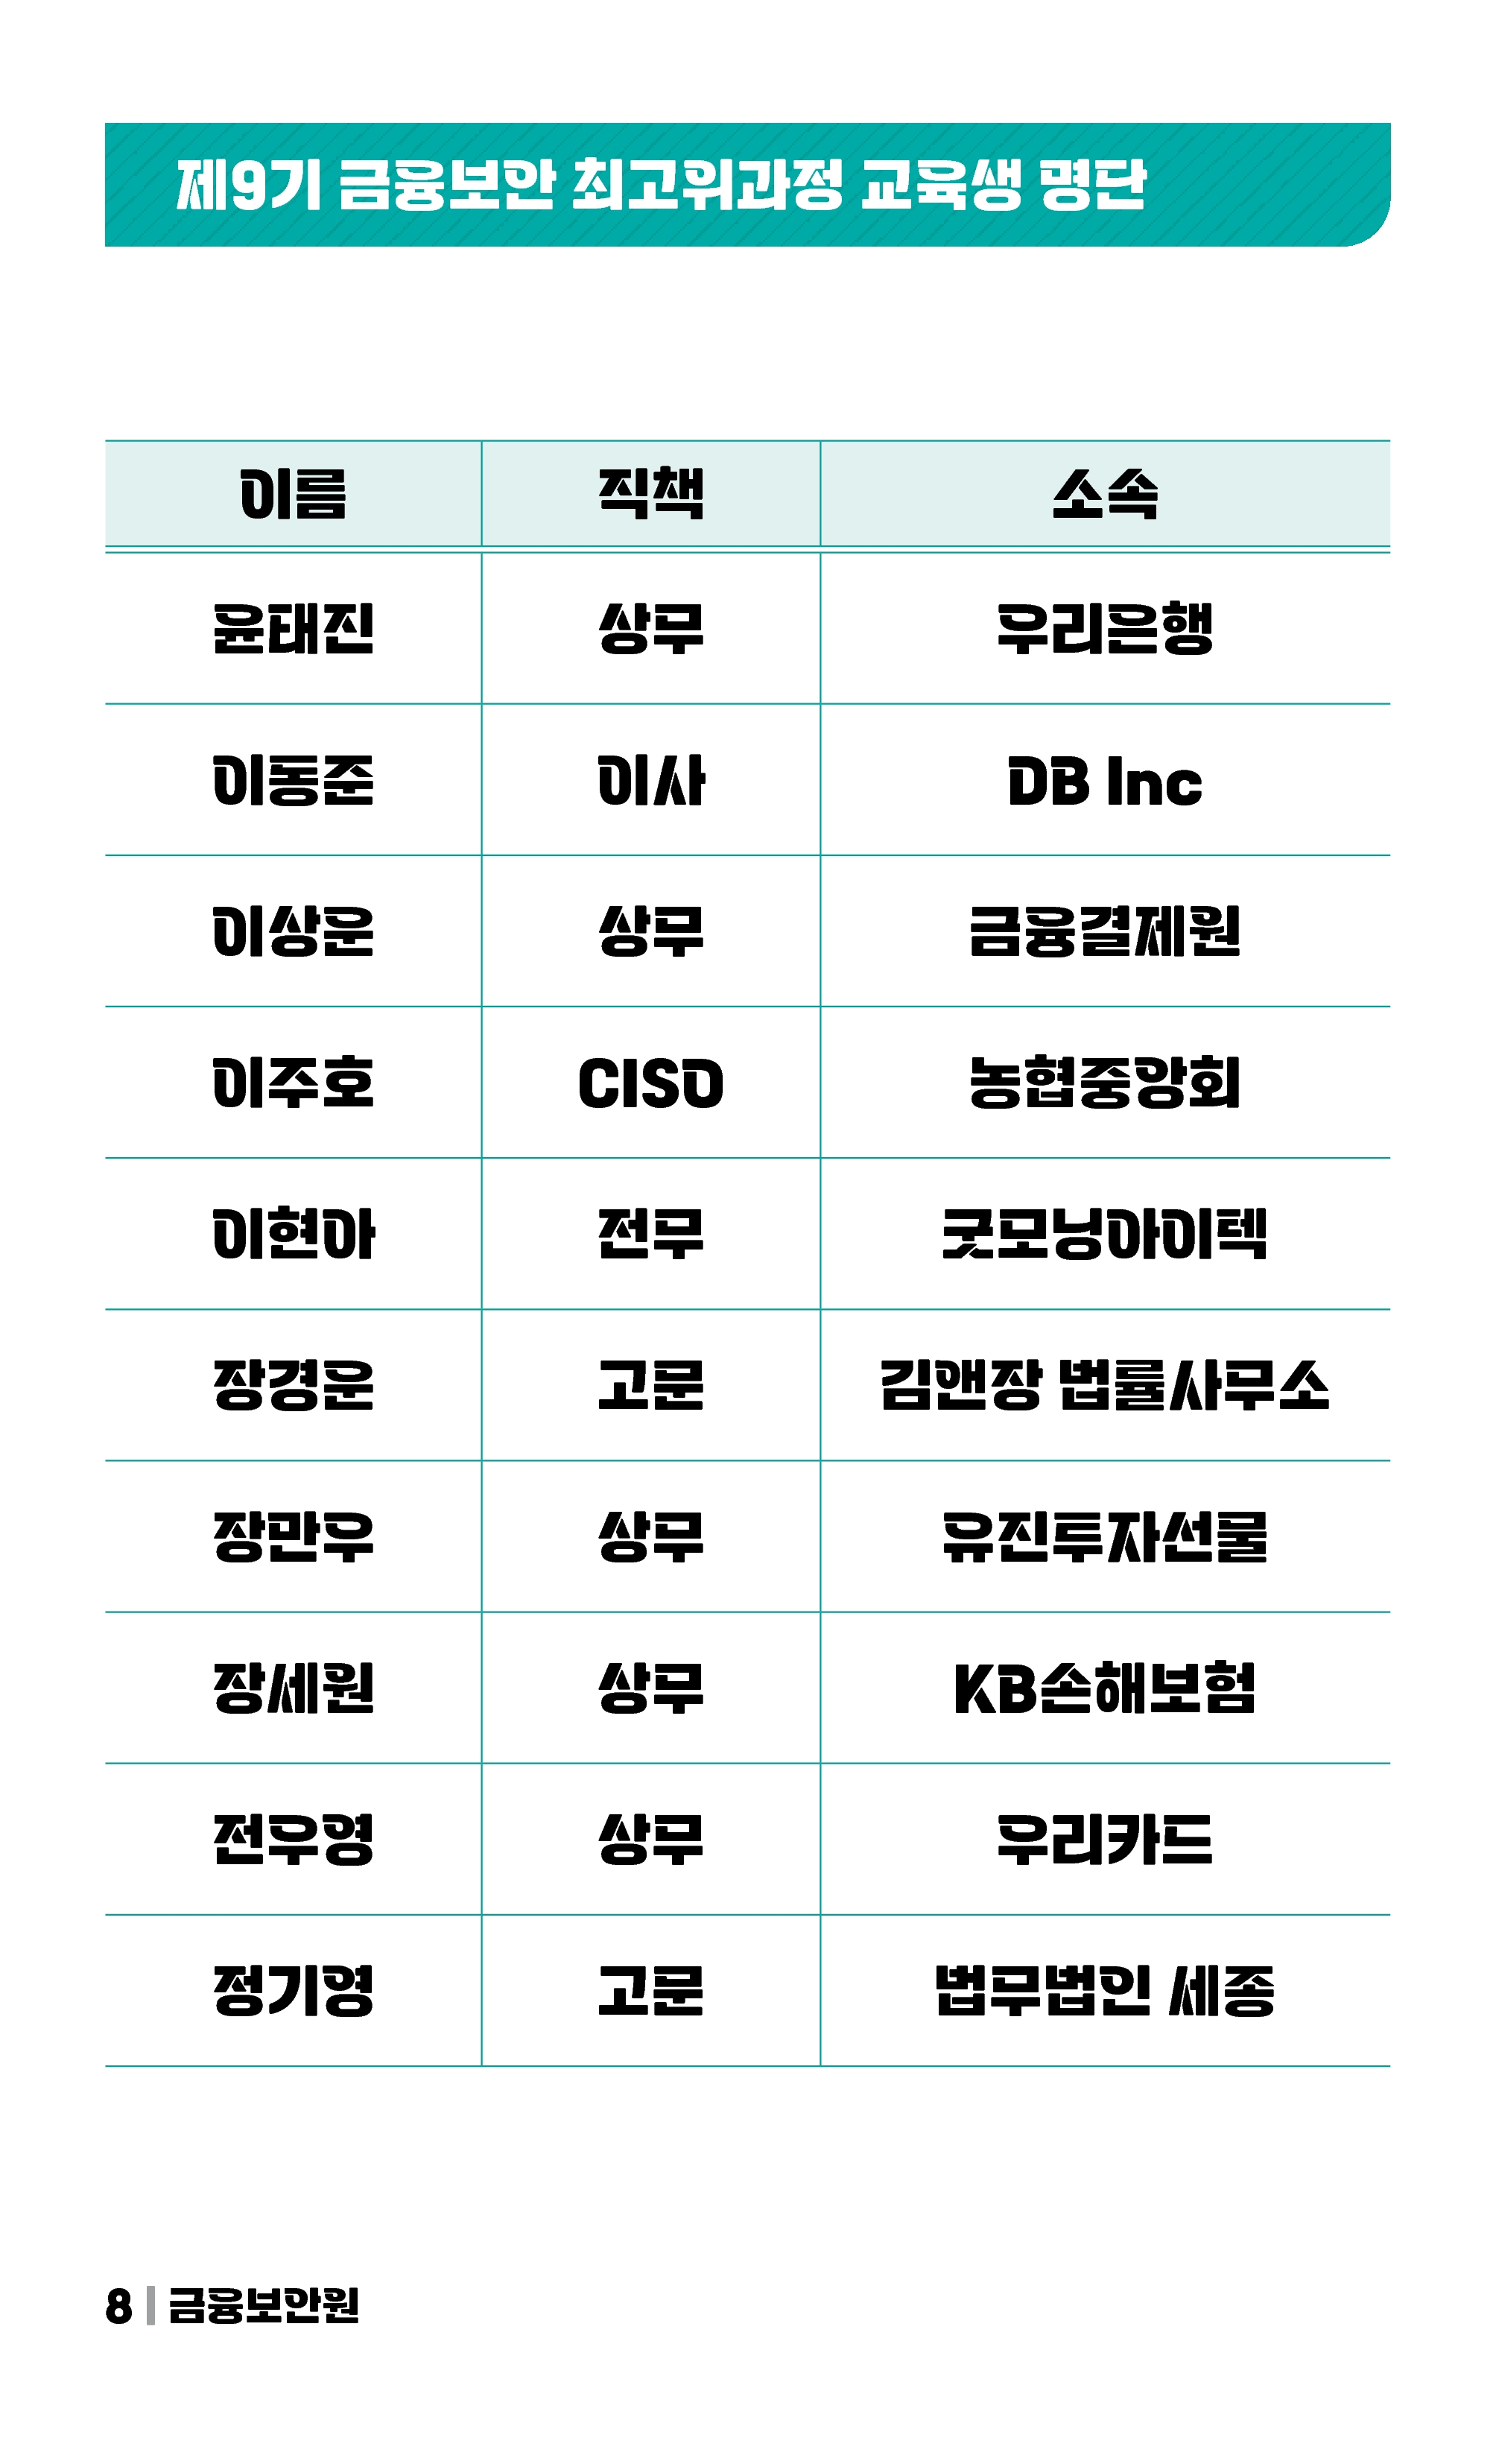 제9기 금융보안 최고위과정 교육생 명단
이름 직책 소속
윤태진 상무 우리은행
이동준 이사 DB Inc
이상운 상무 금융결제원
이주호 CISO 농협중앙회
이현아 전무 굿모닝아이텍
장경운 고문 김앤장 법률사무소
장만우 상무 유진투자선물
장세원 상무 KB손해보험
전우영 상무 우리카드
정기영 고문 법무법인 세종
8 | 금융보안원